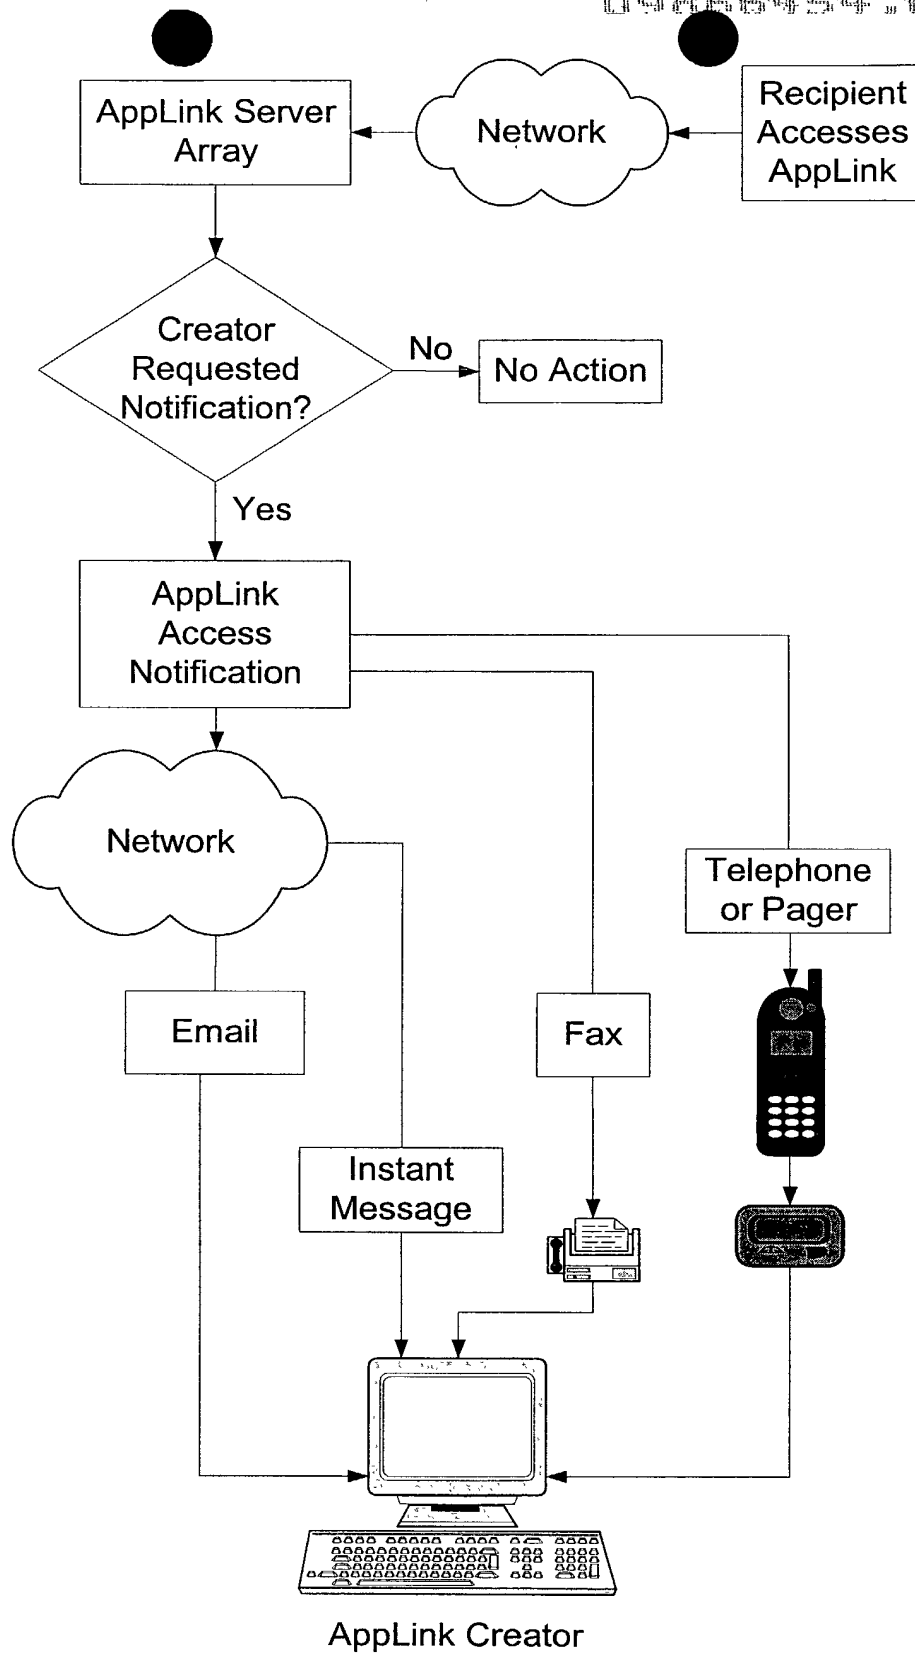 AppLink Server
Array
Network
Recipient
Accesses
AppLink
Creator
Requested
Notification?
No
No Action
Yes
AppLink
Access
Notification
Network
Telephone
or Pager
Email
Fax
Instant
Message
AppLink Creator